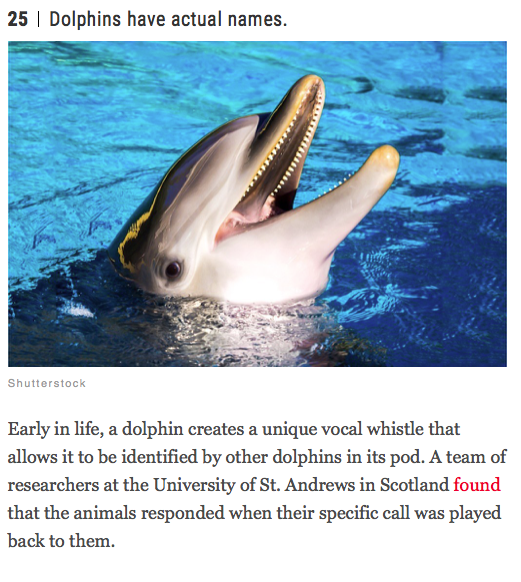 25 | Dolphins have actual names.
Shutterstock
Early in life, a dolphin creates a unique vocal whistle that
allows it to be identified by other dolphins in its pod. A team of
researchers at the University of St. Andrews in Scotland found
that the animals responded when their specific call was played
back to them.